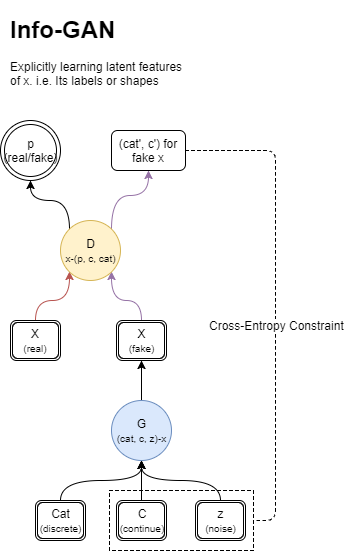 Info-GAN
Explicitly learning latent features
of x. i.e. Its labels or shapes
p
(real/fake)
(cat', c') for
fake x
D
x-(p, c, cat)
X
(real)
X
(fake)
Cross-Entropy Constraint
G
(cat, c, z)-x
Cat
(discrete)
C
(continue)
z
(noise)